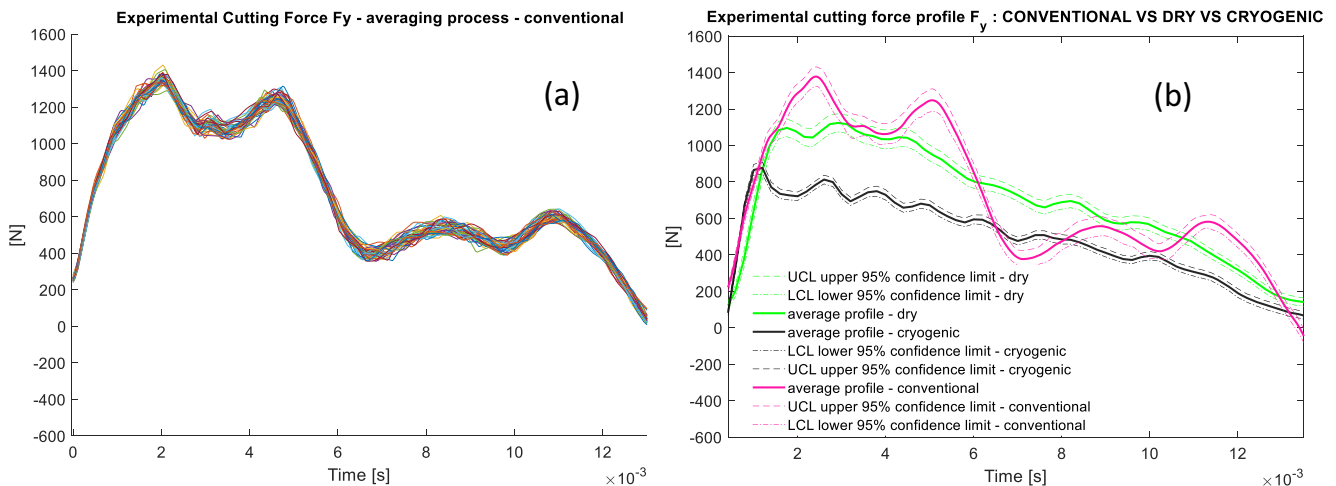 Experimental Cutting Force Fy - averaging process - conventional
1600
1400
1200
1000
800
600
400
200
0
-200
-400
-600
[N]
(a)
0 2 4 6 8 10 12
Time [s]
×10-3
Experimental cutting force profile Fy : CONVENTIONAL VS DRY VS CRYOGENIC
1600
1400
1200
1000
800
600
400
200
0
-200
-400
-600
[N]
(b)
UCL upper 95% confidence limit - dry
LCL lower 95% confidence limit - dry
average profile - dry
average profile - cryogenic
LCL lower 95% confidence limit - cryogenic
UCL upper 95% confidence limit - cryogenic
average profile - conventional
UCL upper 95% confidence limit - conventional
LCL lower 95% confidence limit - conventional
2 4 6 8 10 12
Time [s]
×10-3